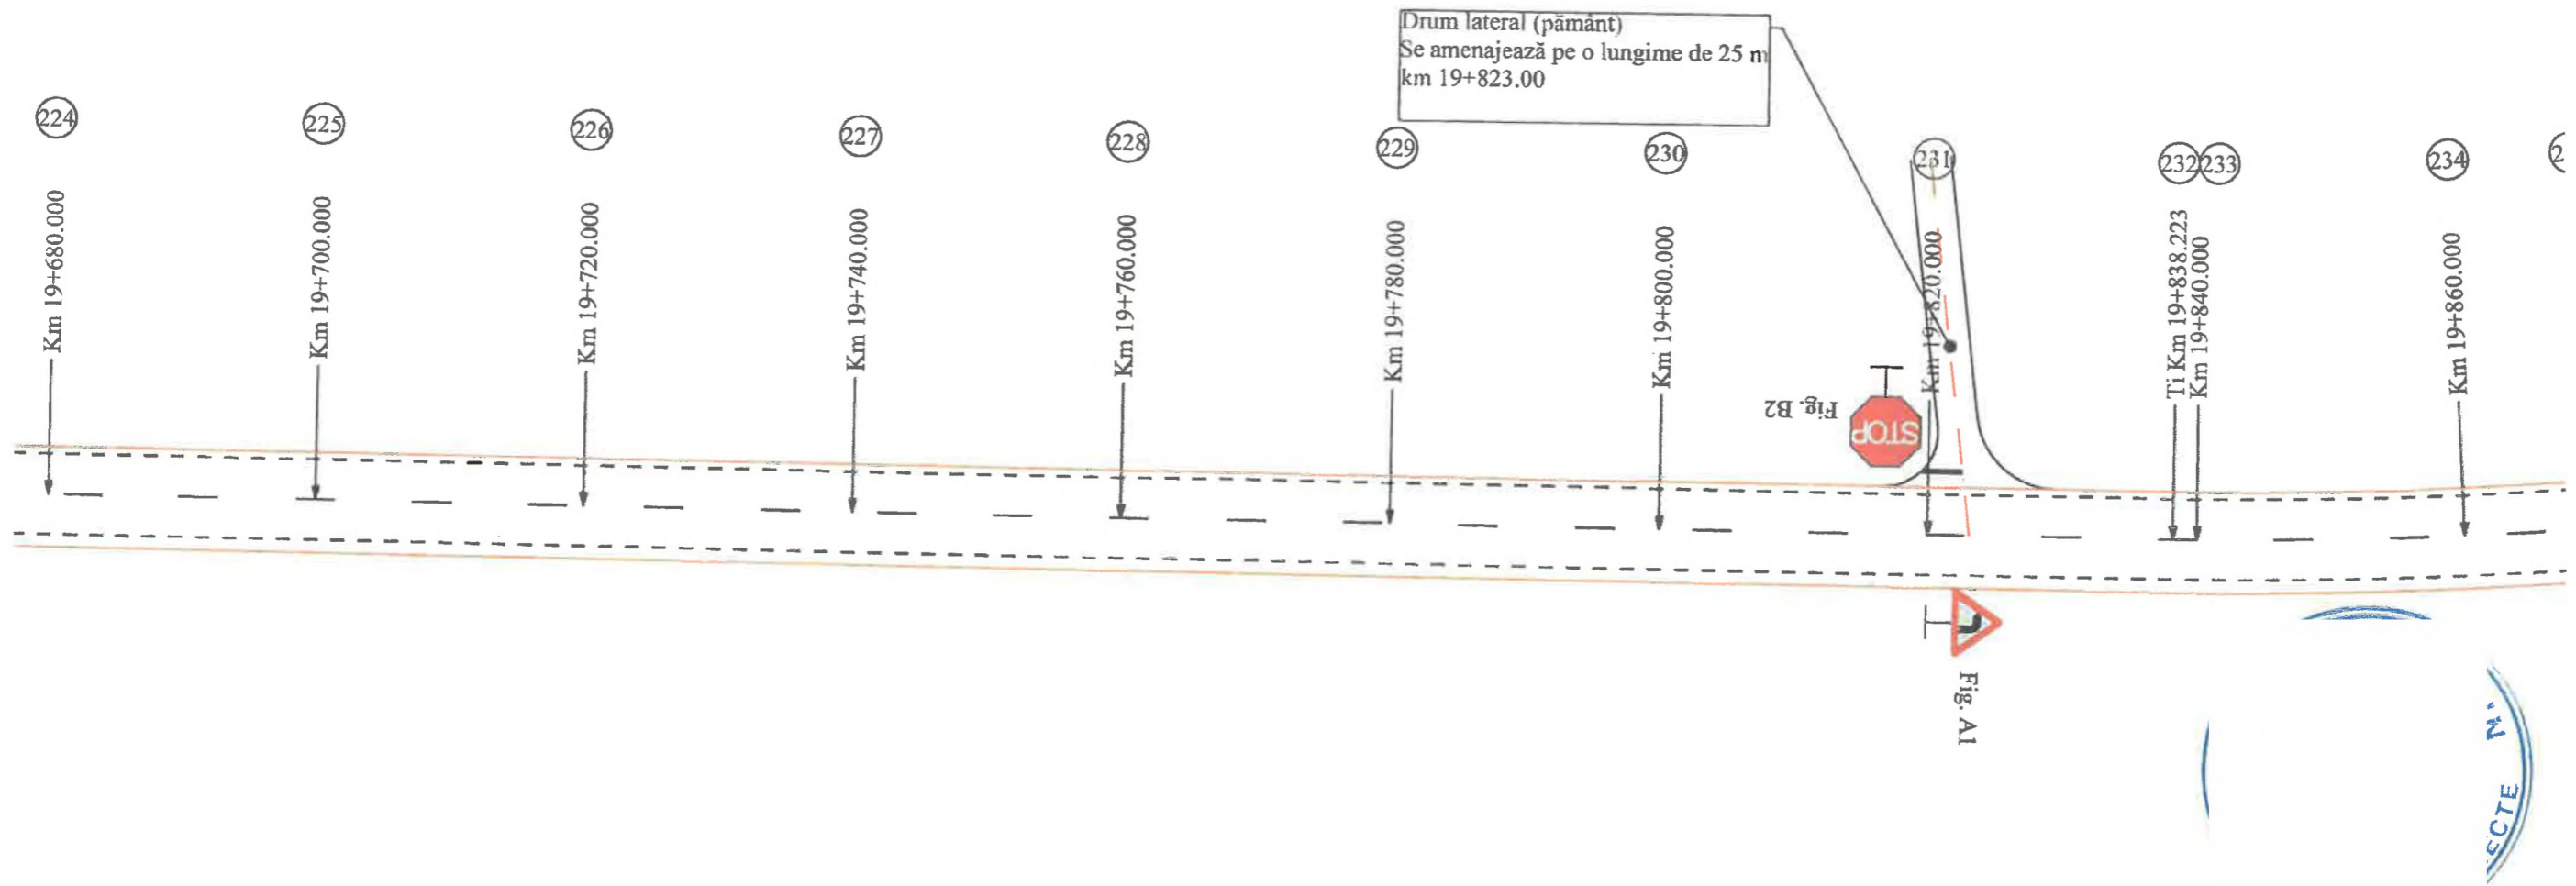 Drum lateral (pământ)
Se amenajează pe o lungime de 25 m
km 19+823.00
224
225
226
227
228
229
230
231
232
233
234
2
Km 19+680.000
Km 19+700.000
Km 19+720.000
Km 19+740.000
Km 19+760.000
Km 19+780.000
Km 19+800.000
Km 19+820.000
Ti Km 19+838.223
Km 19+840.000
Km 19+860.000
Fig. B2
STOP
Fig. A1
ECTE